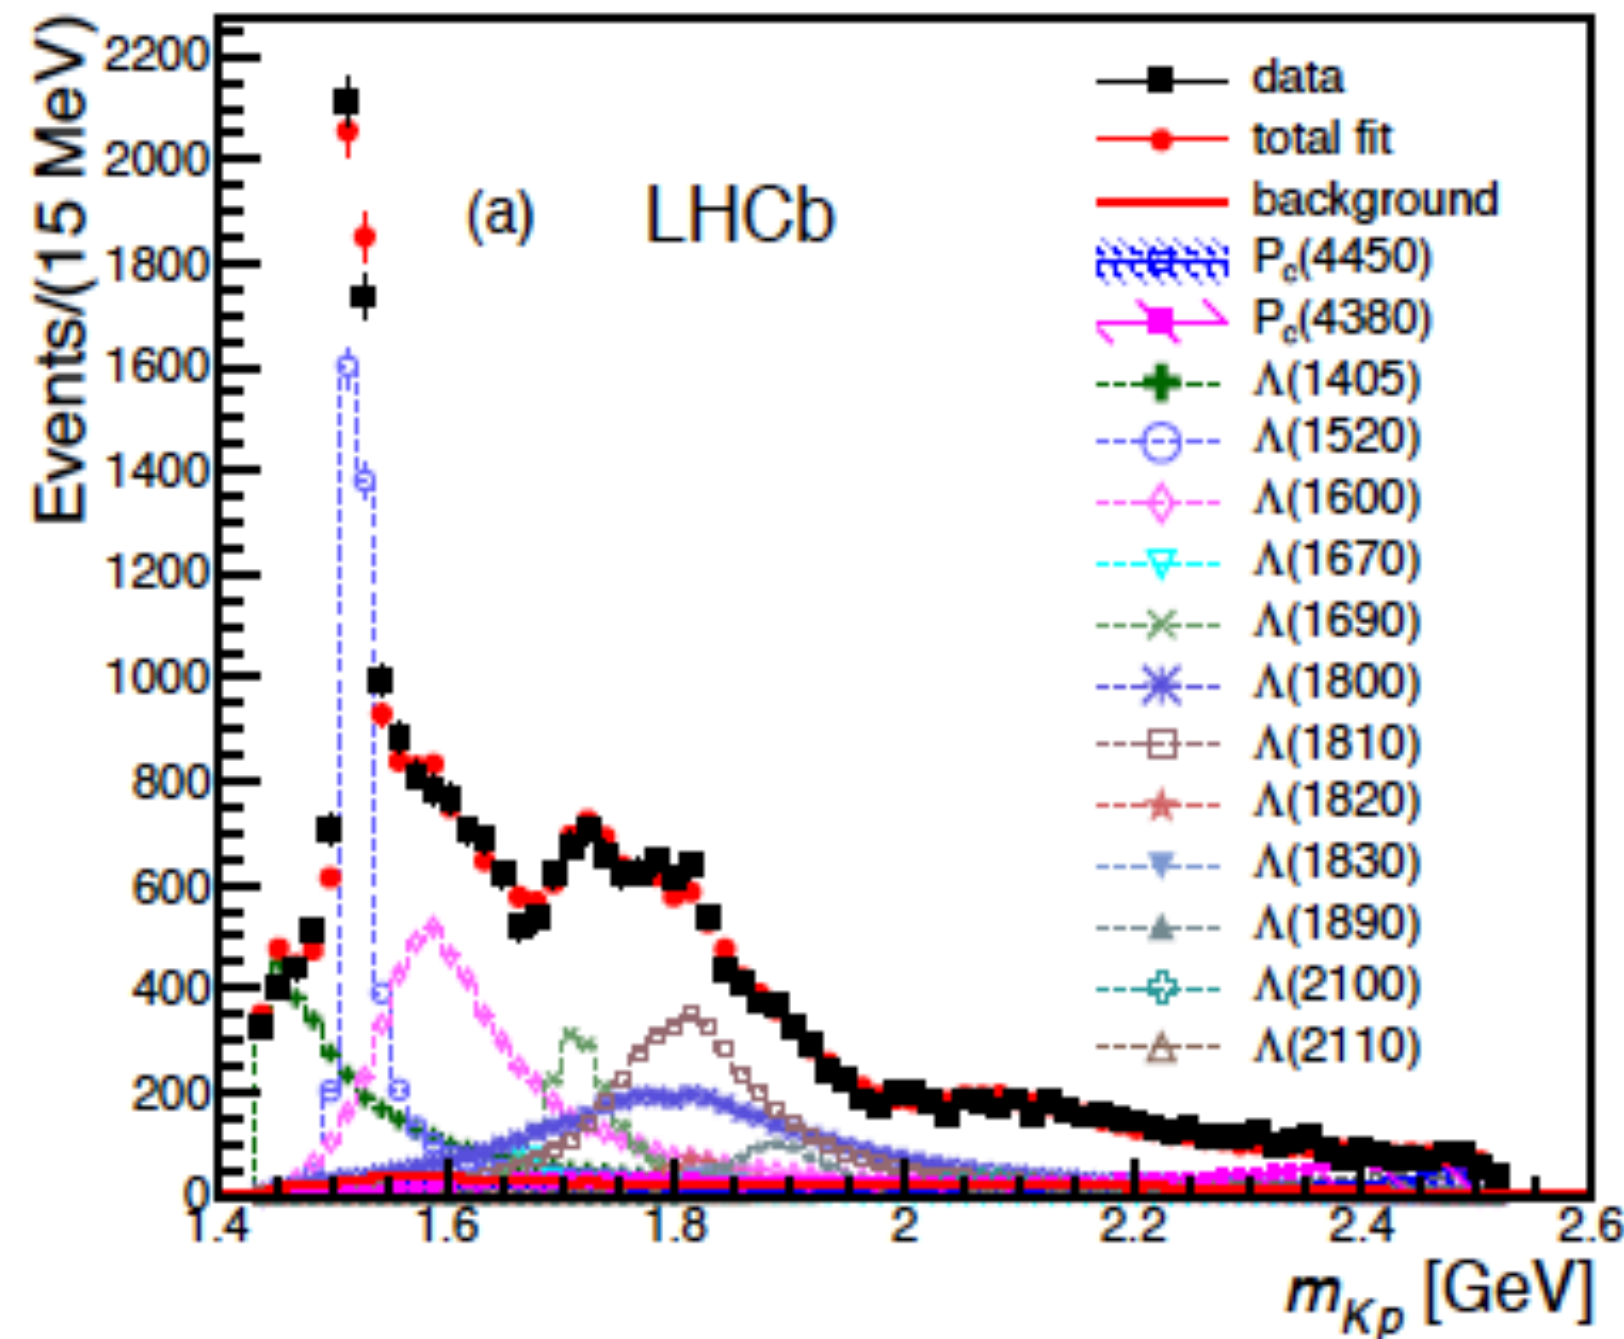 Events/(15 MeV)
2200
2000
1800
1600
1400
1200
1000
800
600
400
200
0
(a) LHCb
data
total fit
background
Pc(4450)
Pc(4380)
Λ(1405)
Λ(1520)
Λ(1600)
Λ(1670)
Λ(1690)
Λ(1800)
Λ(1810)
Λ(1820)
Λ(1830)
Λ(1890)
Λ(2100)
Λ(2110)
1.4 1.6 1.8 2 2.2 2.4 2.6
mKp [GeV]